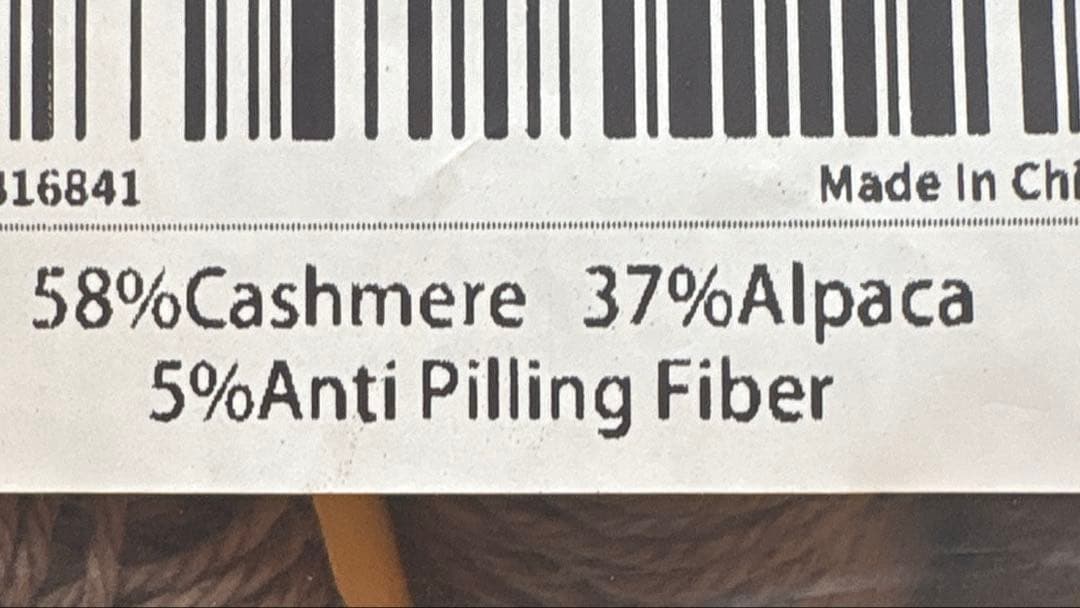 16841
Made In Chi
58%Cashmere 37%Alpaca
5%Anti Pilling Fiber